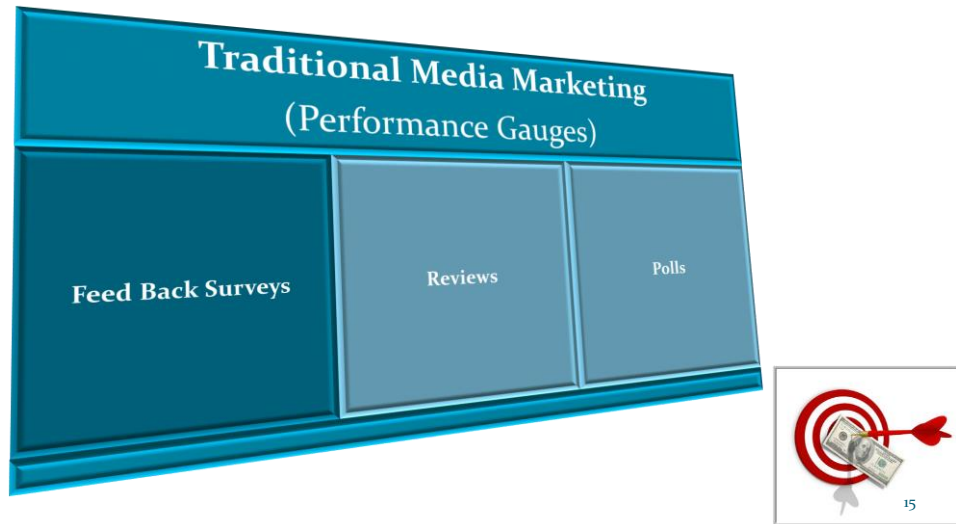 Traditional Media Marketing
(Performance Gauges)
Feed Back Surveys
Reviews
Polls
15